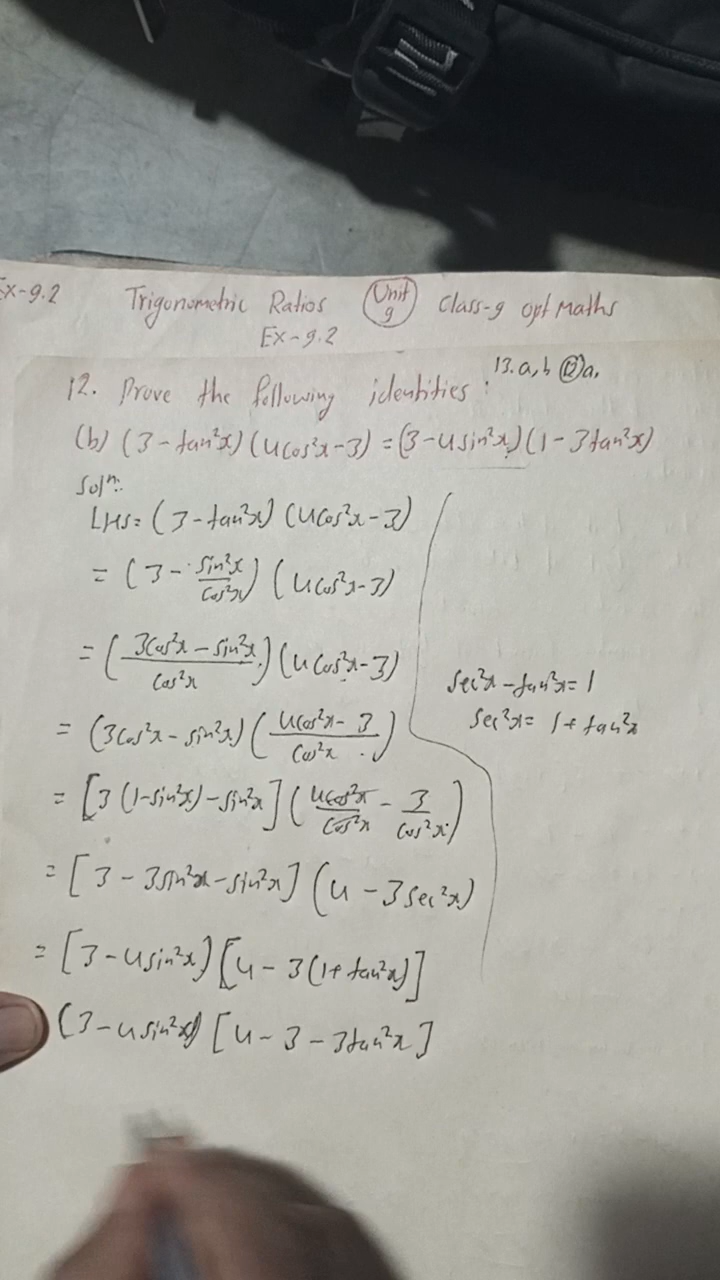 Ex-9.2 Trigonometric Ratios Unit 9 Class-9 opt Maths
Ex-9.2
13. a, b (12) a,
12. Prove the following identities :
(b) (3 - tan²x) (4cos²x - 3) = (3 - 4sin²x) (1 - 3tan²x)
Solⁿ:
LHS = (3 - tan²x) (4cos²x - 3)
= (3 - sin²x/cos²x) (4cos²x - 3)
= (3cos²x - sin²x/cos²x) (4cos²x - 3)
sec²x - tan²x = 1
sec²x = 1 + tan²x
= (3cos²x - sin²x) (4cos²x - 3/cos²x)
= [3 (1 - sin²x) - sin²x] (4cos²x/cos²x - 3/cos²x)
= [3 - 3sin²x - sin²x] (4 - 3sec²x)
= [3 - 4sin²x) [4 - 3(1 + tan²x)]
(3 - 4sin²x) [4 - 3 - 3tan²x]